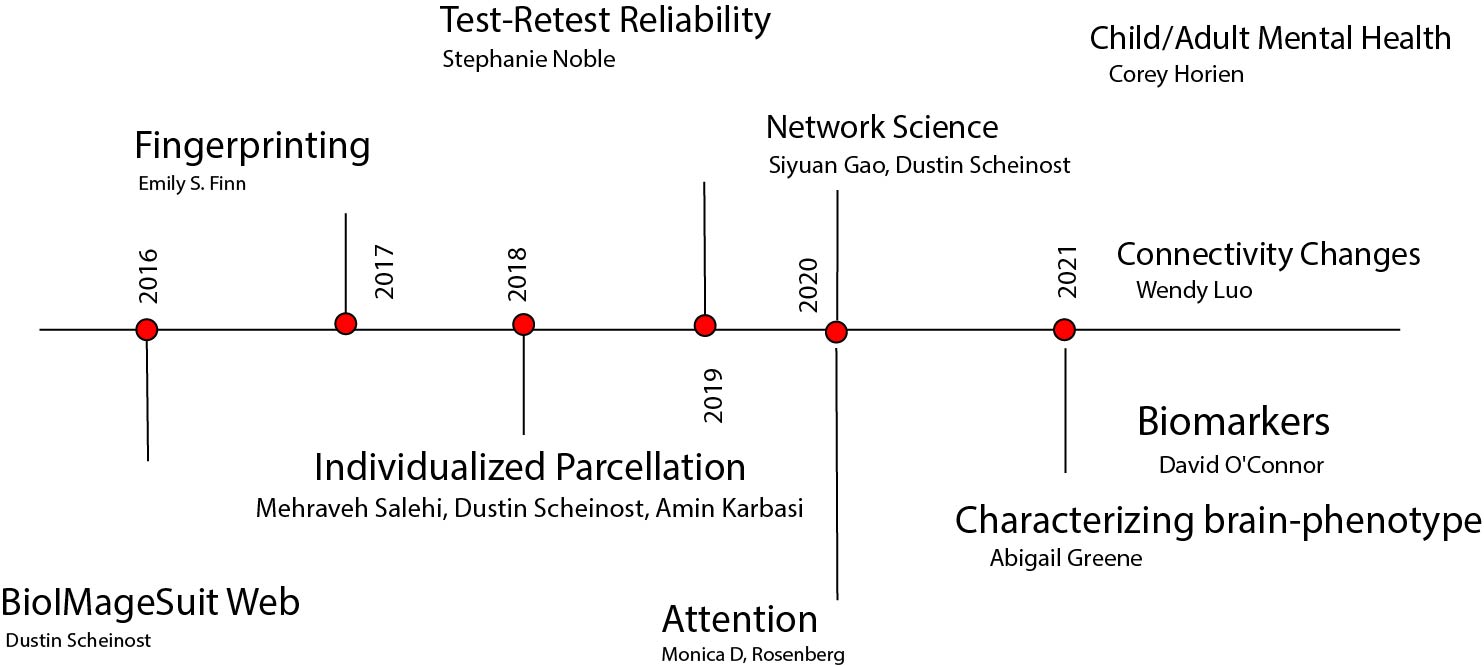 Test-Retest Reliability
Stephanie Noble
Child/Adult Mental Health
Corey Horien
Fingerprinting
Emily S. Finn
Network Science
Siyuan Gao, Dustin Scheinost
2016
2017
2018
2019
2020
2021
Connectivity Changes
Wendy Luo
Individualized Parcellation
Mehraveh Salehi, Dustin Scheinost, Amin Karbasi
Biomarkers
David O'Connor
Characterizing brain-phenotype
Abigail Greene
BioIMageSuit Web
Dustin Scheinost
Attention
Monica D, Rosenberg